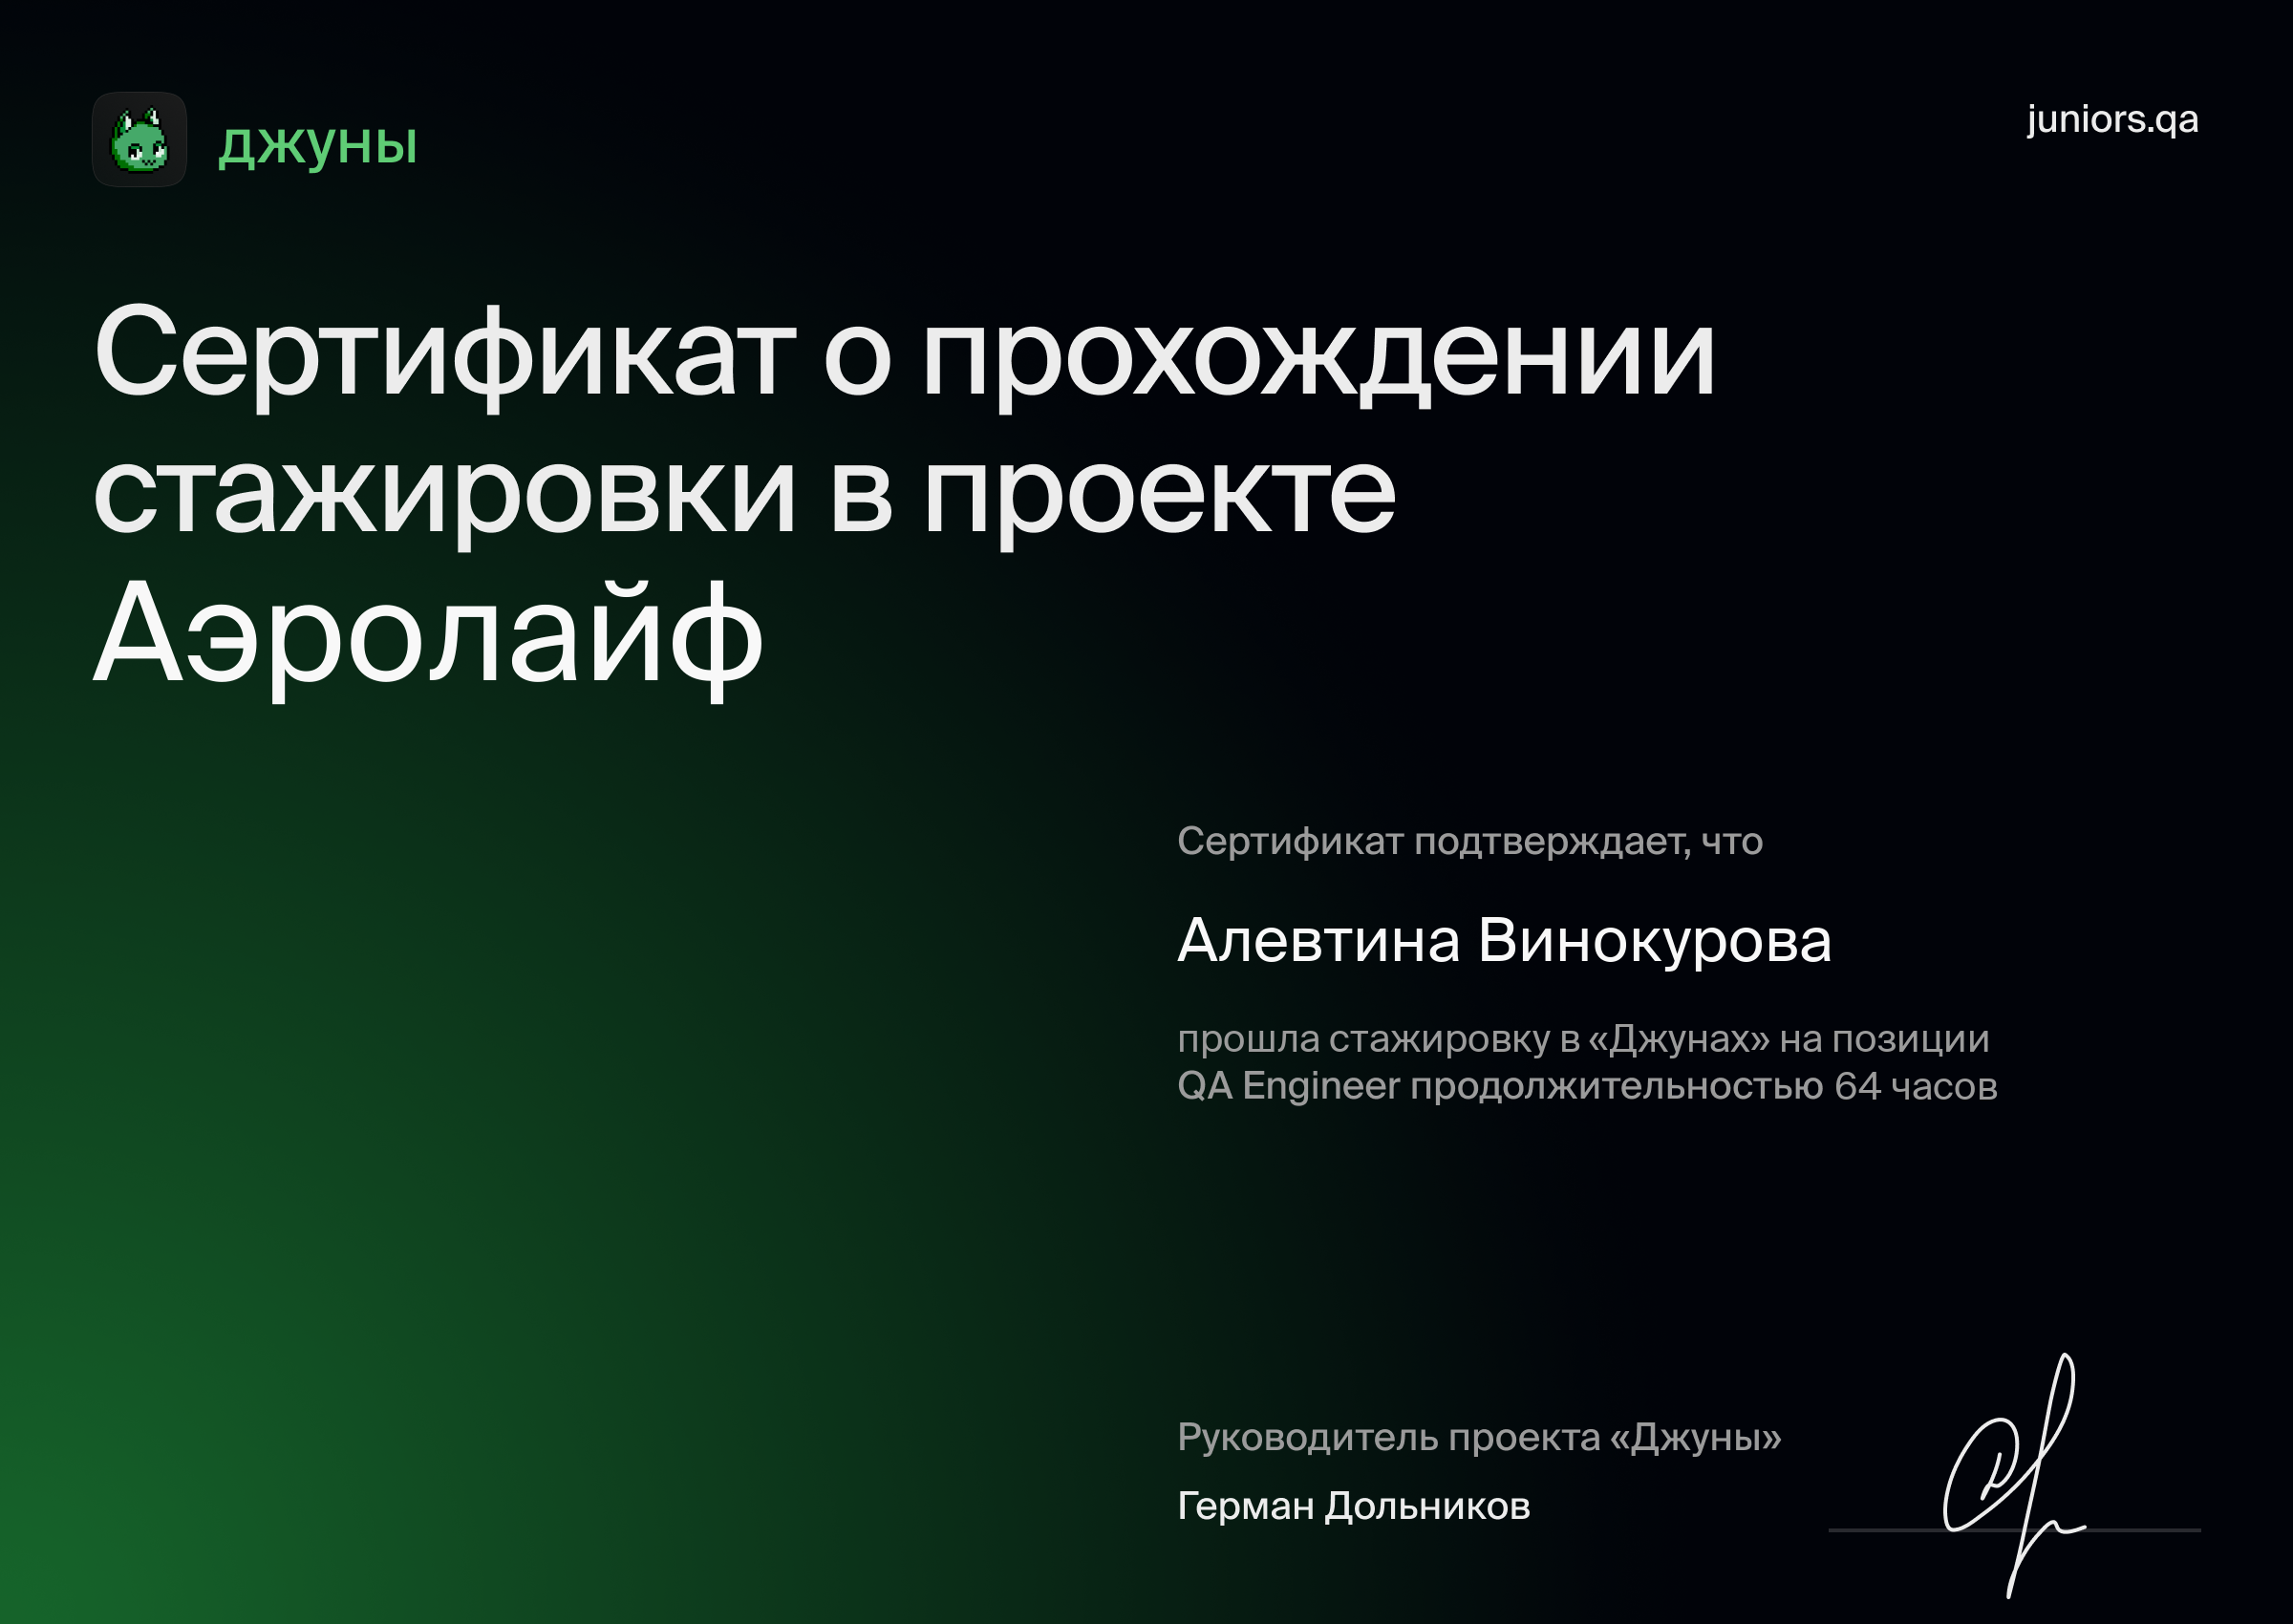 джуны
juniors.qa
Сертификат о прохождении
стажировки в проекте
Аэролайф
Сертификат подтверждает, что
Алевтина Винокурова
прошла стажировку в «Джунах» на позиции
QA Engineer продолжительностью 64 часов
Руководитель проекта «Джуны»
Герман Дольников